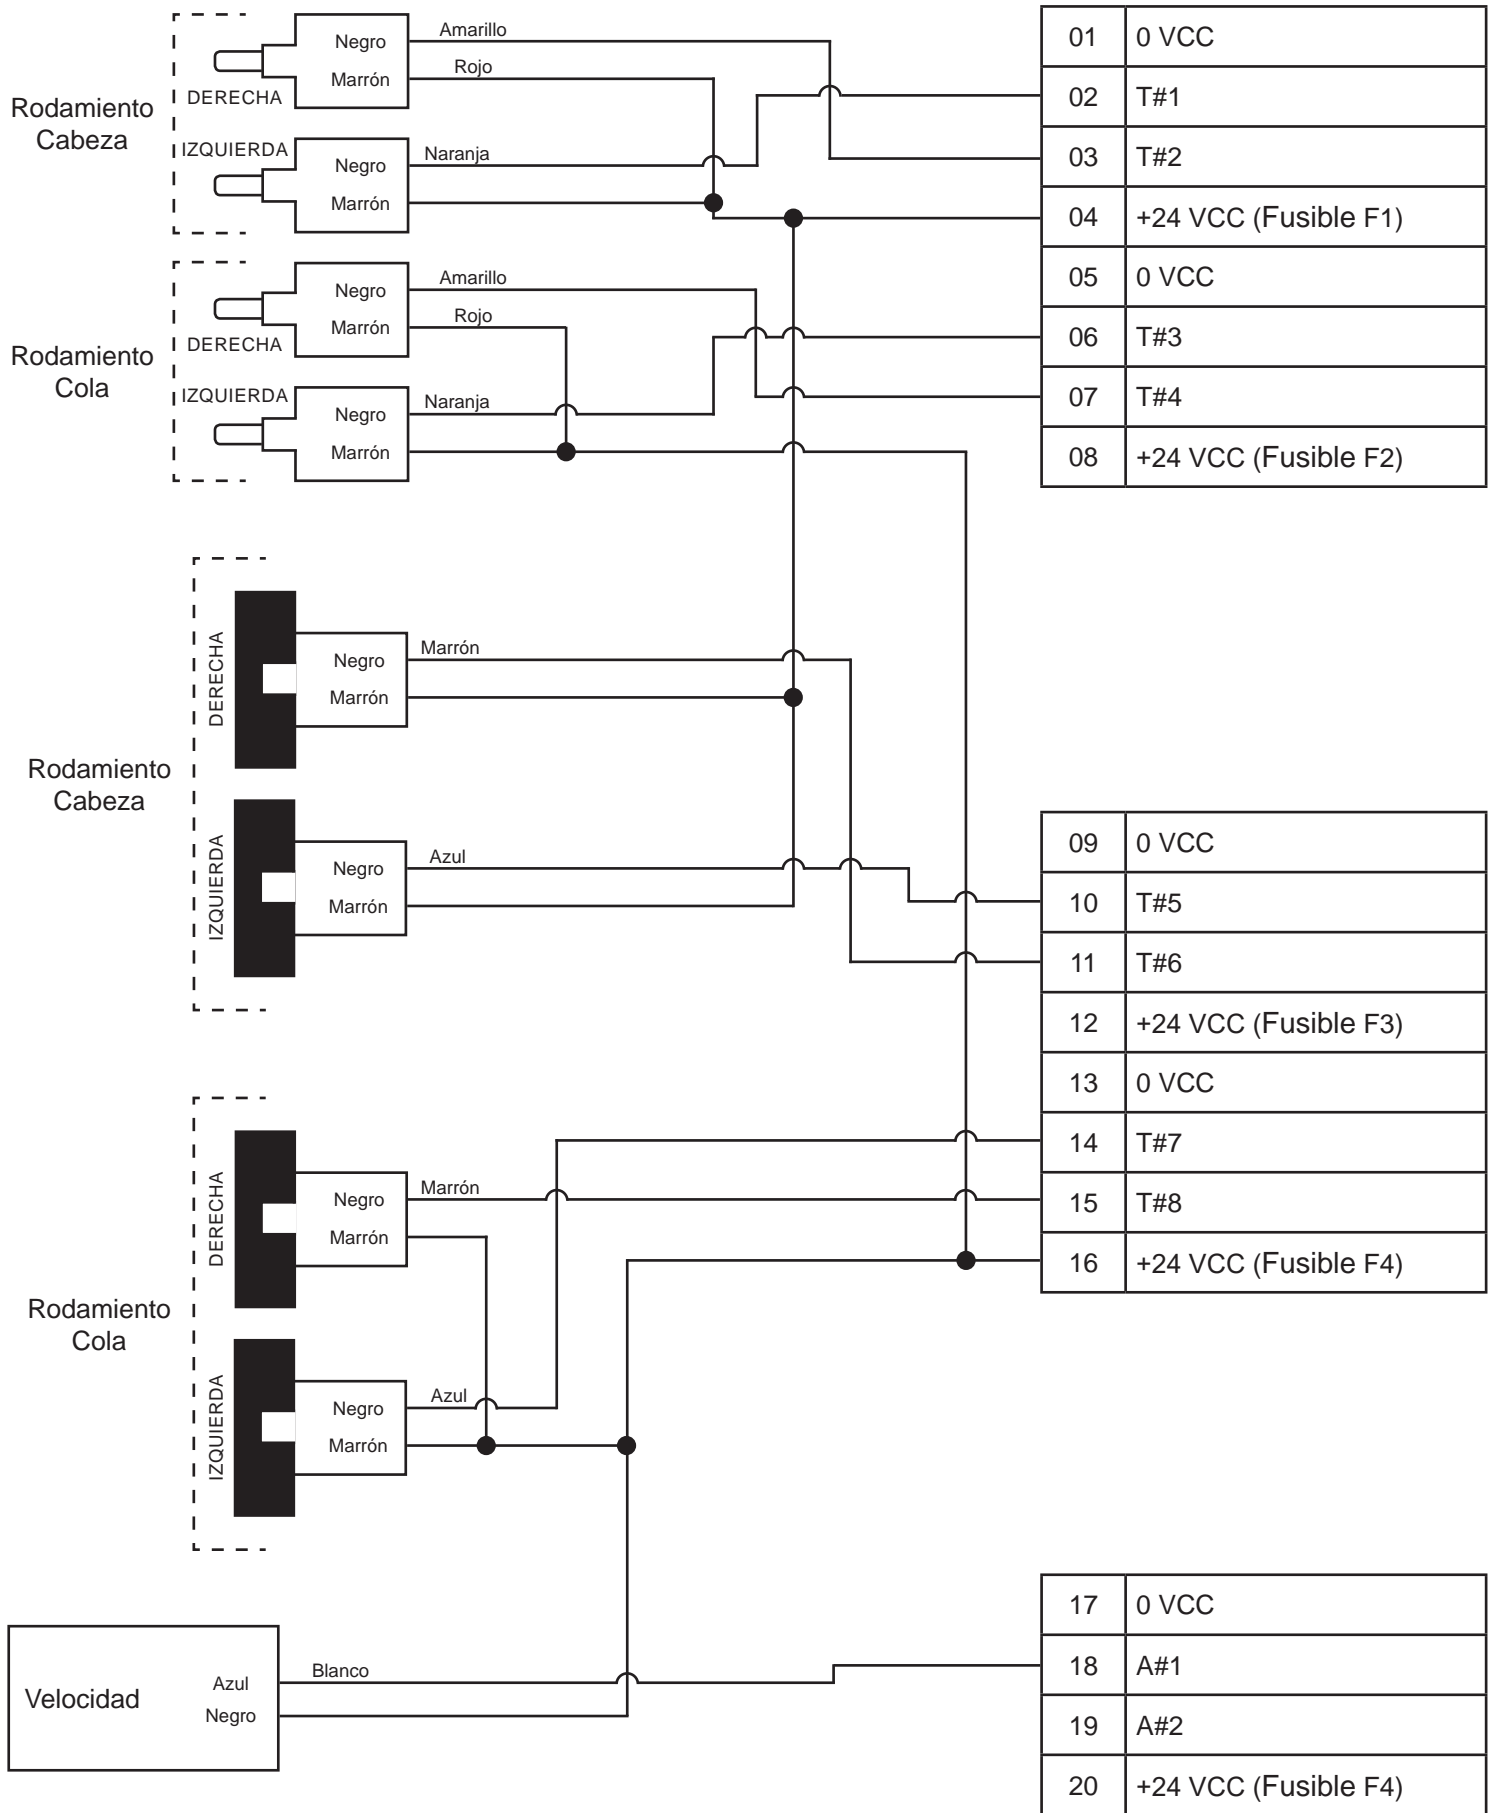 Rodamiento
Cabeza
DERECHA
Negro
Marrón
Amarillo
Rojo
IZQUIERDA
Negro
Marrón
Naranja
Rodamiento
Cola
DERECHA
Negro
Marrón
Amarillo
Rojo
IZQUIERDA
Negro
Marrón
Naranja
01 0 VCC
02 T#1
03 T#2
04 +24 VCC (Fusible F1)
05 0 VCC
06 T#3
07 T#4
08 +24 VCC (Fusible F2)
Rodamiento
Cabeza
DERECHA
Negro
Marrón
Marrón
IZQUIERDA
Negro
Marrón
Azul
Rodamiento
Cola
DERECHA
Negro
Marrón
Marrón
IZQUIERDA
Negro
Marrón
Azul
09 0 VCC
10 T#5
11 T#6
12 +24 VCC (Fusible F3)
13 0 VCC
14 T#7
15 T#8
16 +24 VCC (Fusible F4)
Velocidad
Azul
Negro
Blanco
17 0 VCC
18 A#1
19 A#2
20 +24 VCC (Fusible F4)